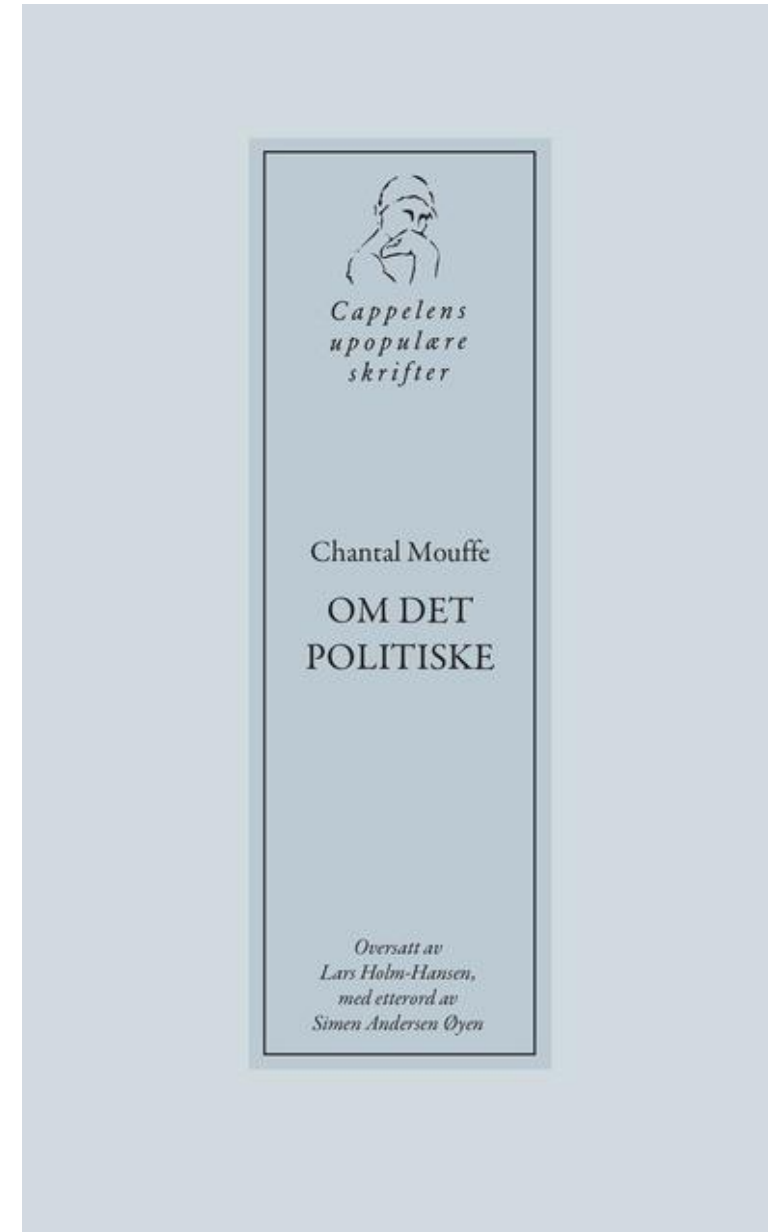 Cappelens
upopulære
skrifter
Chantal Mouffe
OM DET
POLITISKE
Oversatt av
Lars Holm-Hansen,
med etterord av
Simen Andersen Øyen